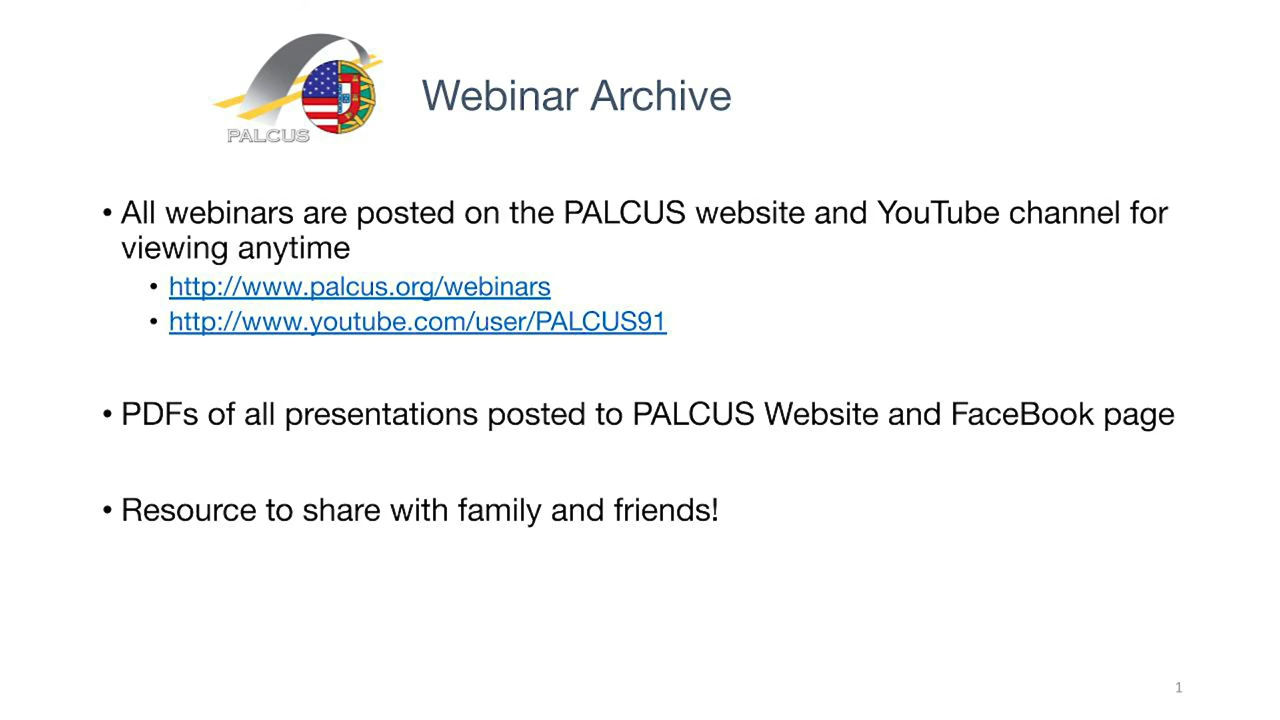 PALCUS
Webinar Archive
• All webinars are posted on the PALCUS website and YouTube channel for
viewing anytime
• http://www.palcus.org/webinars
• http://www.youtube.com/user/PALCUS91
• PDFs of all presentations posted to PALCUS Website and FaceBook page
• Resource to share with family and friends!
1